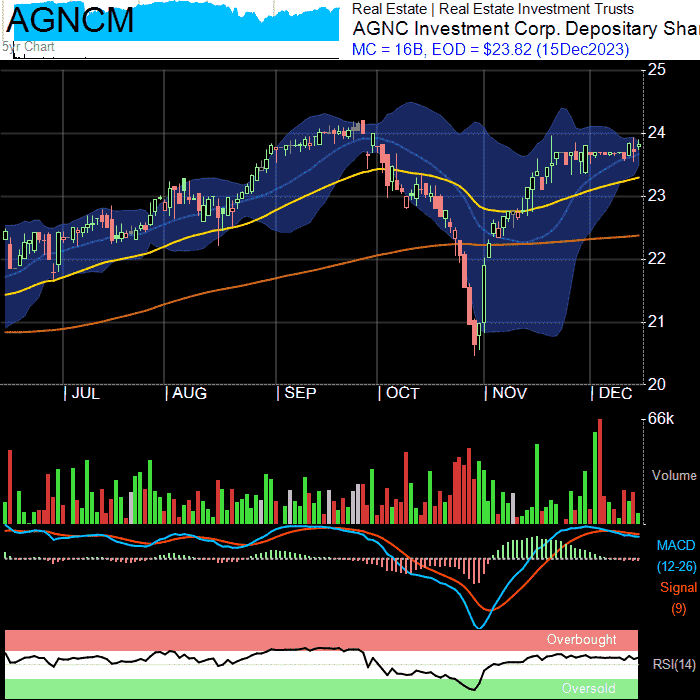 AGNCM
5yr Chart
Real Estate | Real Estate Investment Trusts
AGNC Investment Corp. Depositary Shar
MC = 16B, EOD = $23.82 (15Dec2023)
25
24
23
22
21
20
JUL AUG SEP OCT NOV DEC
66k
Volume
MACD
(12-26)
Signal
(9)
Overbought
RSI(14)
Oversold